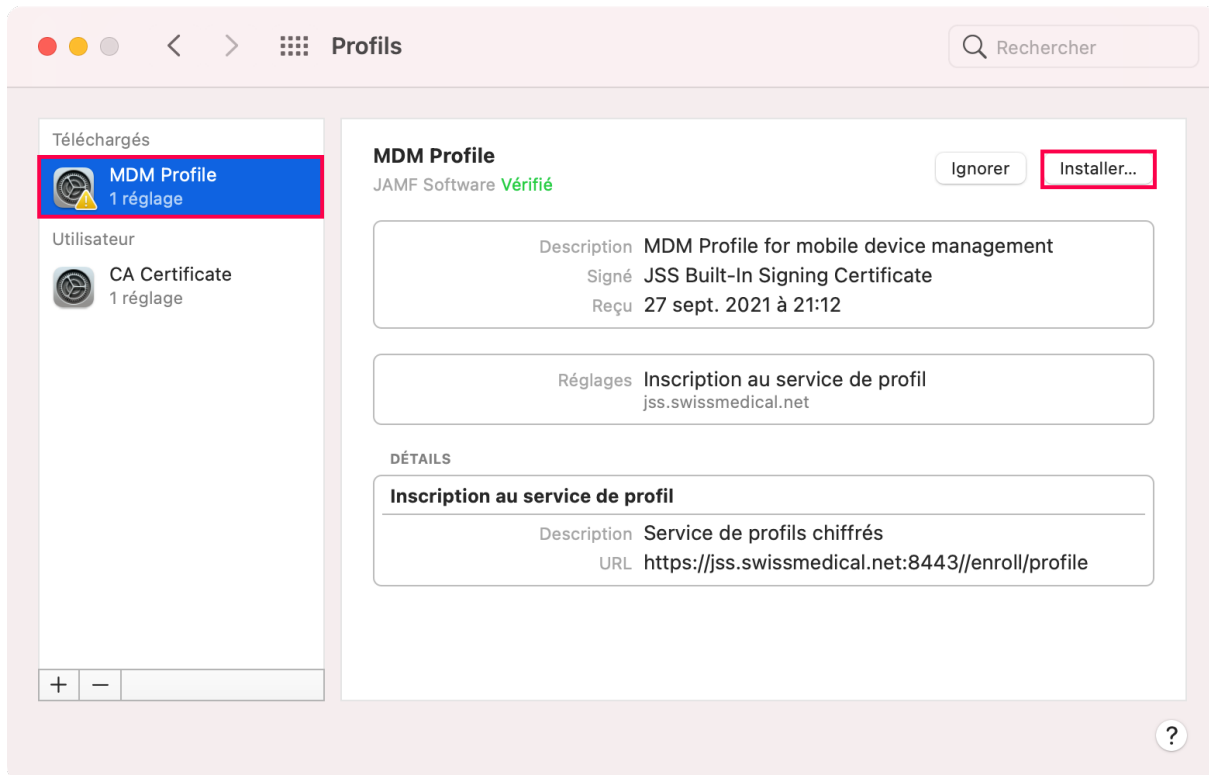 Profils
Rechercher
Téléchargés
MDM Profile
1 réglage
Utilisateur
CA Certificate
1 réglage
MDM Profile
JAMF Software Vérifié
Ignorer
Installer...
Description MDM Profile for mobile device management
Signé JSS Built-In Signing Certificate
Reçu 27 sept. 2021 à 21:12
Réglages Inscription au service de profil
jss.swissmedical.net
DÉTAILS
Inscription au service de profil
Description Service de profils chiffrés
URL https://jss.swissmedical.net:8443//enroll/profile
+ −
?